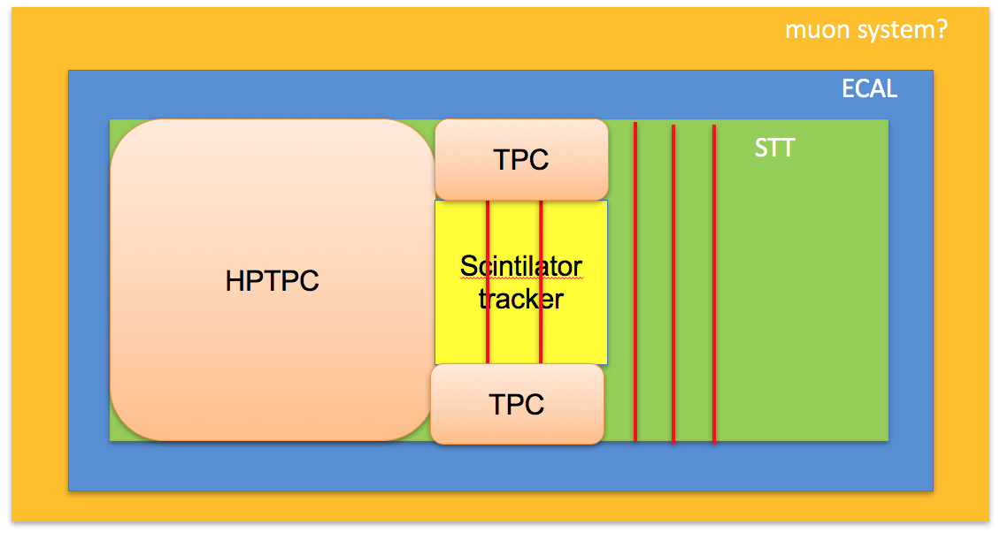 muon system?
ECAL
STT
TPC
HPTPC
Scintilator
tracker
TPC